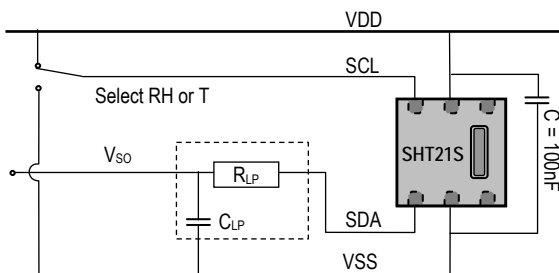 VDD
SCL
Select RH or T
SHT21S
C = 100nF
VSO
RLP
CLP
SDA
VSS